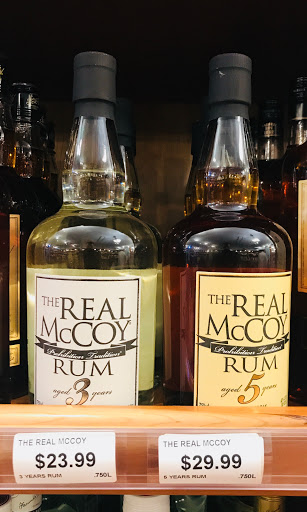 THE REAL
McCOY
Prohibition Tradition
RUM
aged 3 years
THE REAL
McCOY
Prohibition Tradition
RUM
aged 5 years
THE REAL MCCOY
$23.99
3 YEARS RUM .750L
THE REAL MCCOY
$29.99
5 YEARS RUM .750L